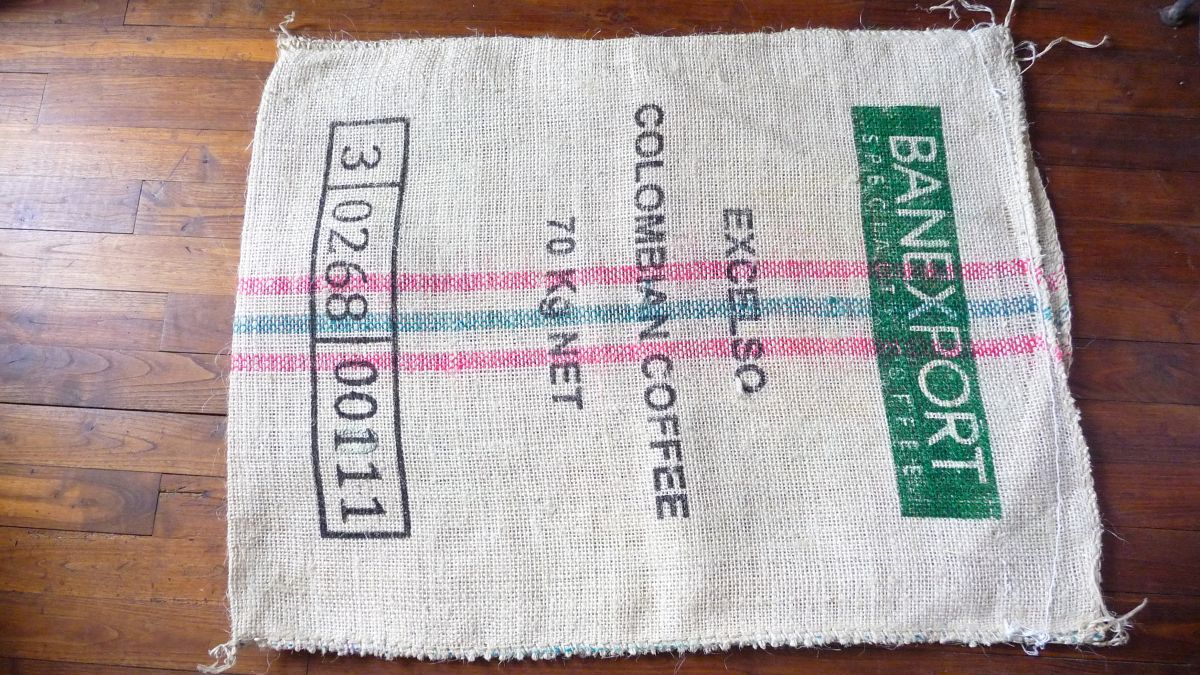 BANEXPORT
SPECIALTY COFFEE
EXCELSO
COLOMBIAN COFFEE
70 Kg NET
3 | 0268 | 00111